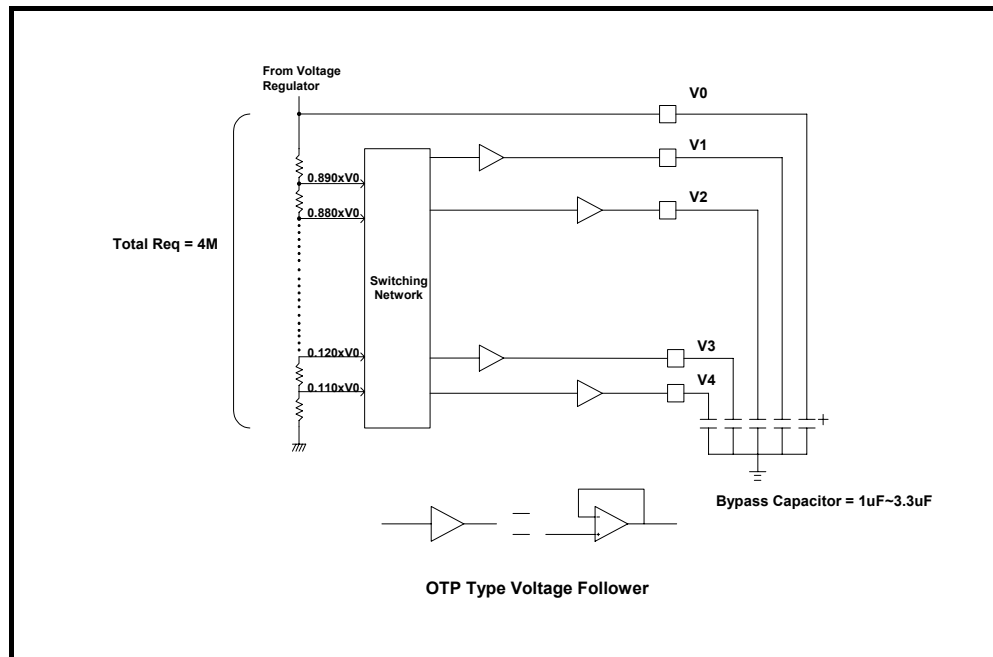 From Voltage
Regulator
V0
V1
0.890xV0
V2
0.880xV0
Total Req = 4M
Switching
Network
V3
0.120xV0
V4
0.110xV0
+
Bypass Capacitor = 1uF~3.3uF
-
+
OTP Type Voltage Follower